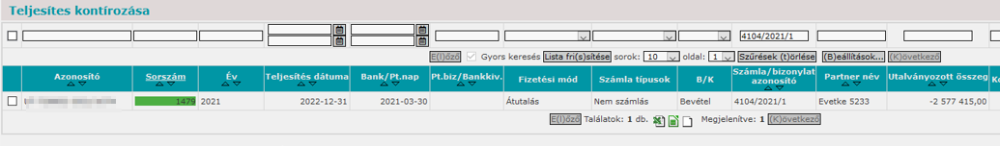 Teljesítes kontírozása
4104/2021/1
E(l)őző Gyors keresés Lista fri(s)sítése sorok: 10 oldal: 1 Szűrések (t)örlése (B)eállítások... (K)övetkező
Azonosító Sorszám Év Teljesítés dátuma Bank/Pt.nap Pt.biz/Bankkiv. Fizetési mód Számla típusok B/K Számla/bizonylat azonosító Partner név Utalványozott összeg
1479 2021 2022-12-31 2021-03-30 Átutalás Nem számlás Bevétel 4104/2021/1 Evetke 5233 -2 577 415,00
E(l)őző Találatok: 1 db. Megjelenítve: 1 (K)övetkező